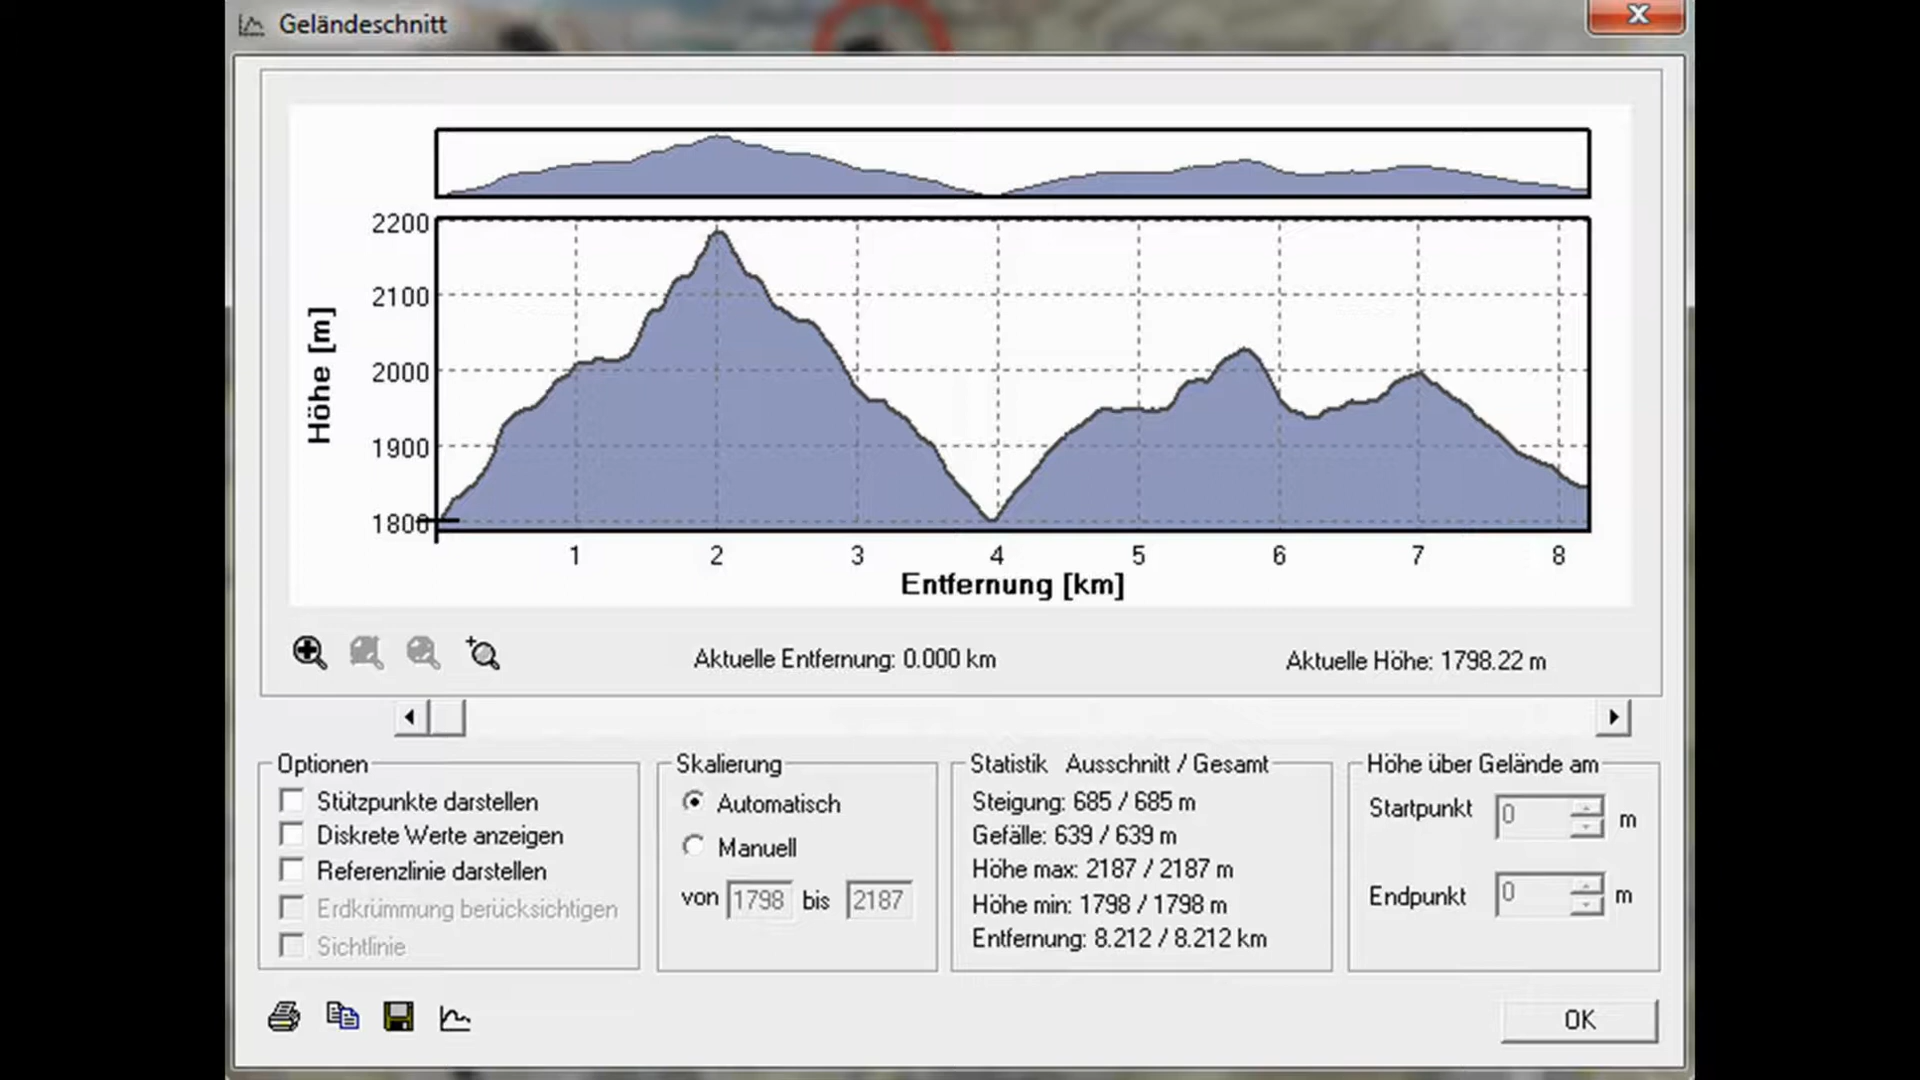 Geländeschnitt
Höhe [m]
2200
2100
2000
1900
1800
1 2 3 4 5 6 7 8
Entfernung [km]
Aktuelle Entfernung: 0.000 km
Aktuelle Höhe: 1798.22 m
Optionen
Stützpunkte darstellen
Diskrete Werte anzeigen
Referenzlinie darstellen
Erdkrümmung berücksichtigen
Sichtlinie
Skalierung
Automatisch
Manuell
von 1798 bis 2187
Statistik Ausschnitt / Gesamt
Steigung: 685 / 685 m
Gefälle: 639 / 639 m
Höhe max: 2187 / 2187 m
Höhe min: 1798 / 1798 m
Entfernung: 8.212 / 8.212 km
Höhe über Gelände am
Startpunkt 0 m
Endpunkt 0 m
OK